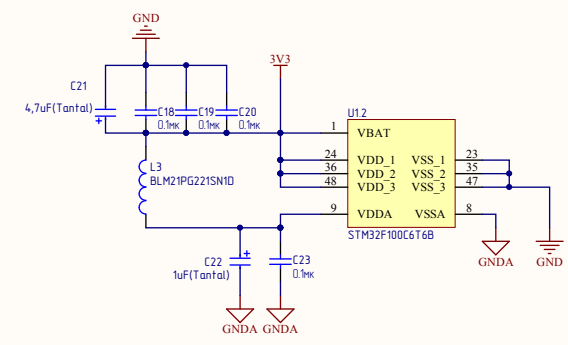 GND
3V3
C21
4,7uF(Tantal)
+
C18
0.1мк
C19
0.1мк
C20
0.1мк
U1.2
1 VBAT
24 VDD_1 VSS_1 23
36 VDD_2 VSS_2 35
48 VDD_3 VSS_3 47
9 VDDA VSSA 8
STM32F100C6T6B
L3
BLM21PG221SN1D
GNDA
GND
C22
1uF(Tantal)
+
C23
0.1мк
GNDA GNDA